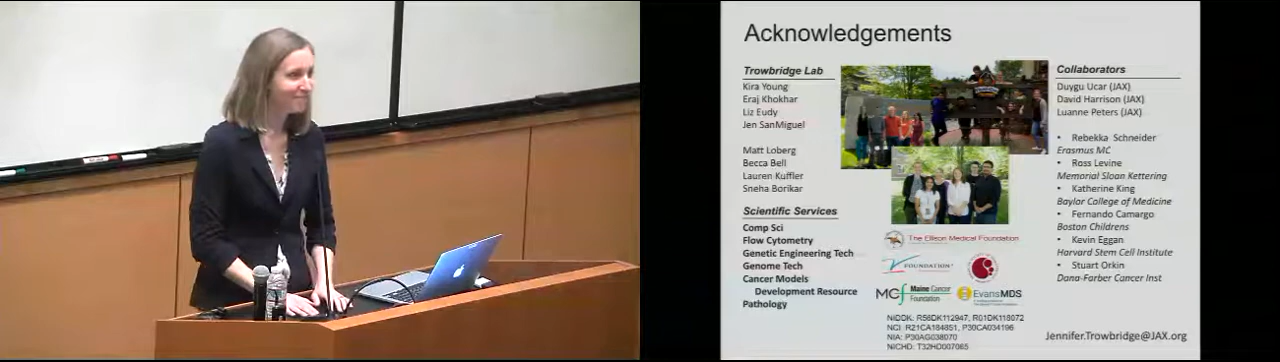 Acknowledgements
Trowbridge Lab
Kira Young
Eraj Khokhar
Liz Eudy
Jen SanMiguel
Matt Loberg
Becca Bell
Lauren Kuffler
Sneha Borikar
Scientific Services
Comp Sci
Flow Cytometry
Genetic Engineering Tech
Genome Tech
Cancer Models
Development Resource
Pathology
The Ellison Medical Foundation
V FOUNDATION
MCf Maine Cancer
Foundation
EvansMDS
NIDDK: R56DK112947, R01DK118072
NCI: R21CA184851, P30CA034196
NIA: P30AG038070
NICHD: T32HD007065
Collaborators
Duygu Ucar (JAX)
David Harrison (JAX)
Luanne Peters (JAX)
• Rebekka Schneider
Erasmus MC
• Ross Levine
Memorial Sloan Kettering
• Katherine King
Baylor College of Medicine
• Fernando Camargo
Boston Childrens
• Kevin Eggan
Harvard Stem Cell Institute
• Stuart Orkin
Dana-Farber Cancer Inst
Jennifer.Trowbridge@JAX.org